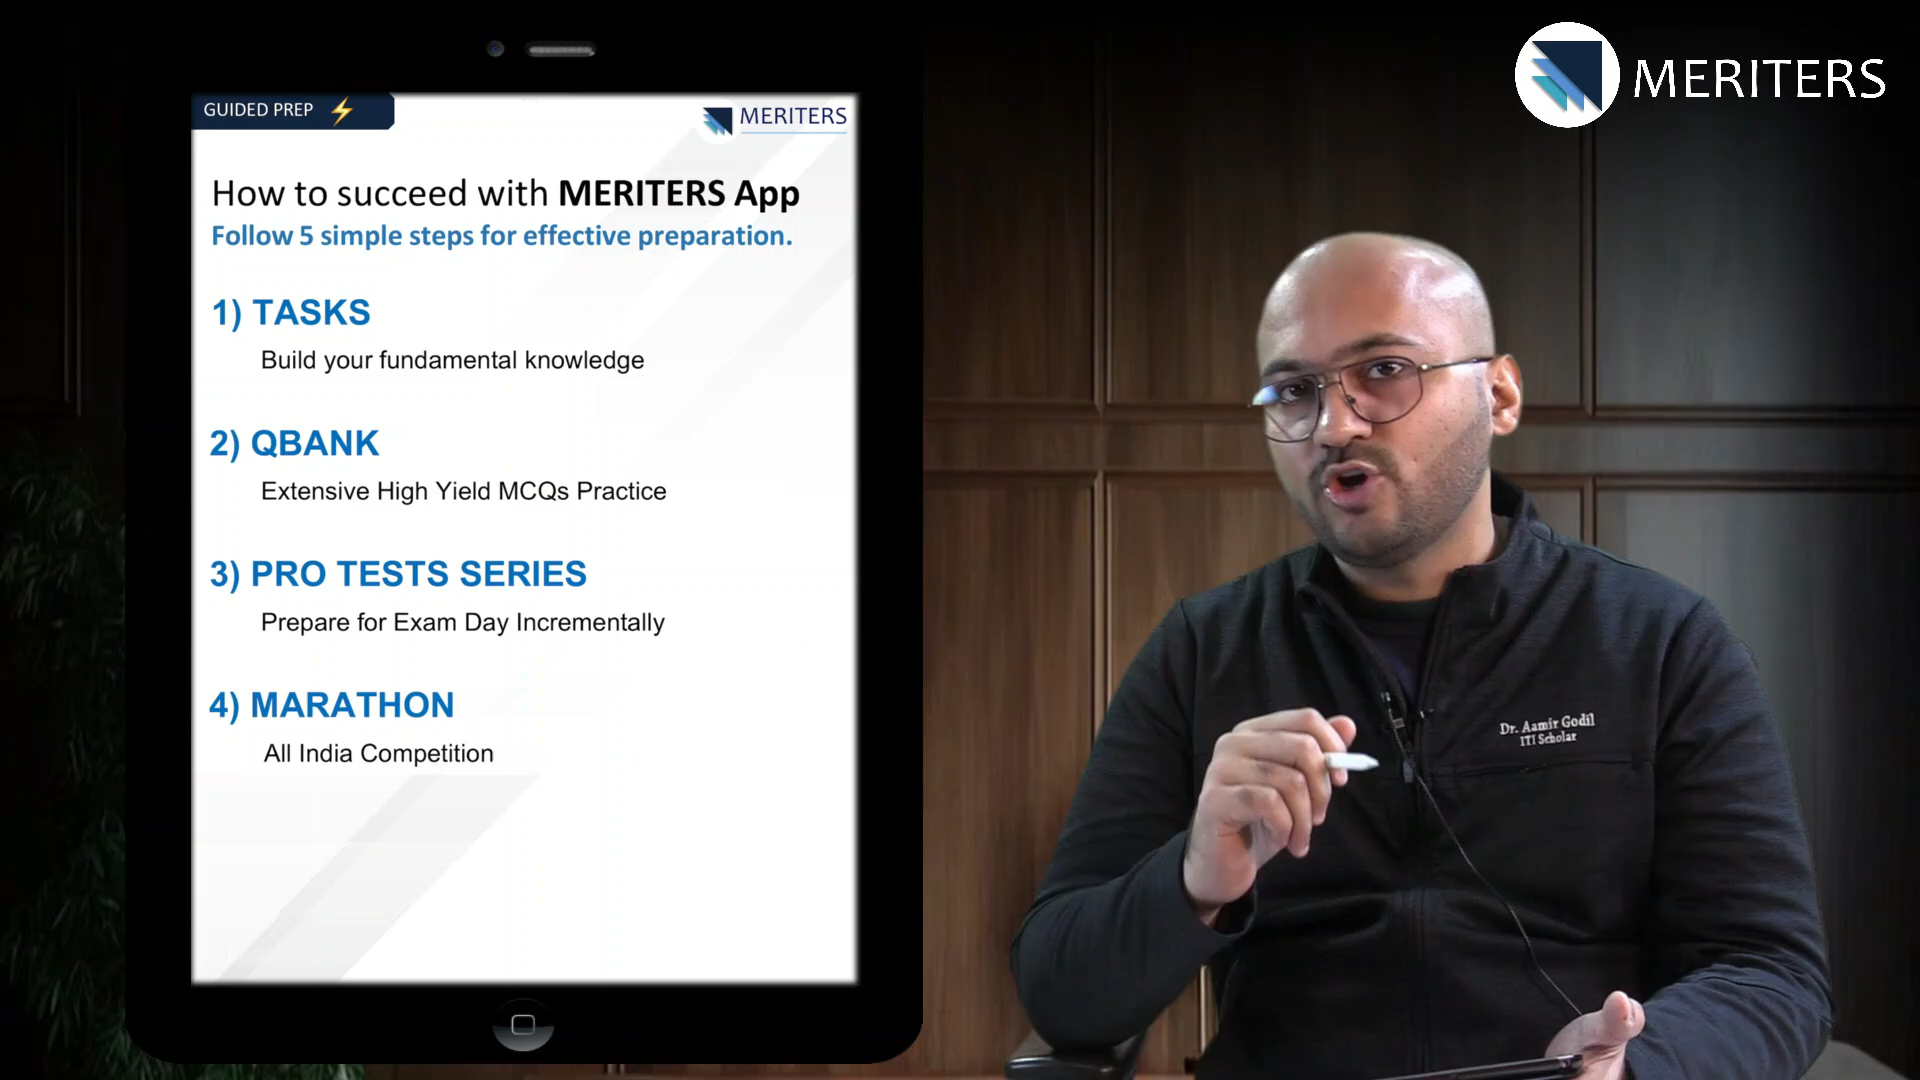 GUIDED PREP
MERITERS
How to succeed with MERITERS App
Follow 5 simple steps for effective preparation.
1) TASKS
Build your fundamental knowledge
2) QBANK
Extensive High Yield MCQs Practice
3) PRO TESTS SERIES
Prepare for Exam Day Incrementally
4) MARATHON
All India Competition
MERITERS
Dr. Aamir Godil
ITI Scholar